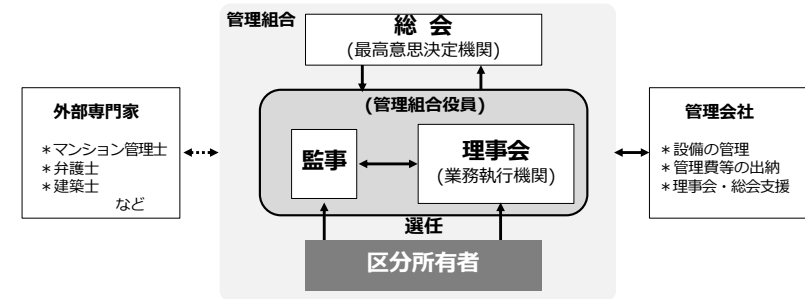 管理組合
総 会
(最高意思決定機関)
(管理組合役員)
外部専門家
＊マンション管理士
＊弁護士
＊建築士
など
監事
理事会
(業務執行機関)
管理会社
＊設備の管理
＊管理費等の出納
＊理事会・総会支援
選任
区分所有者